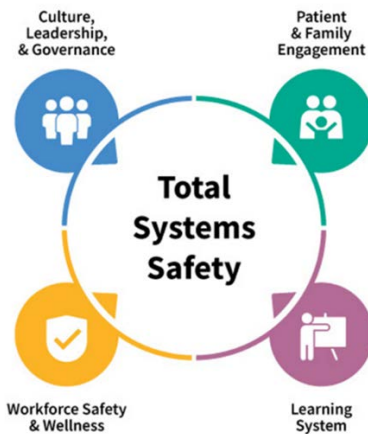 Culture,
Leadership,
& Governance
Patient
& Family
Engagement
Total
Systems
Safety
Workforce Safety
& Wellness
Learning
System